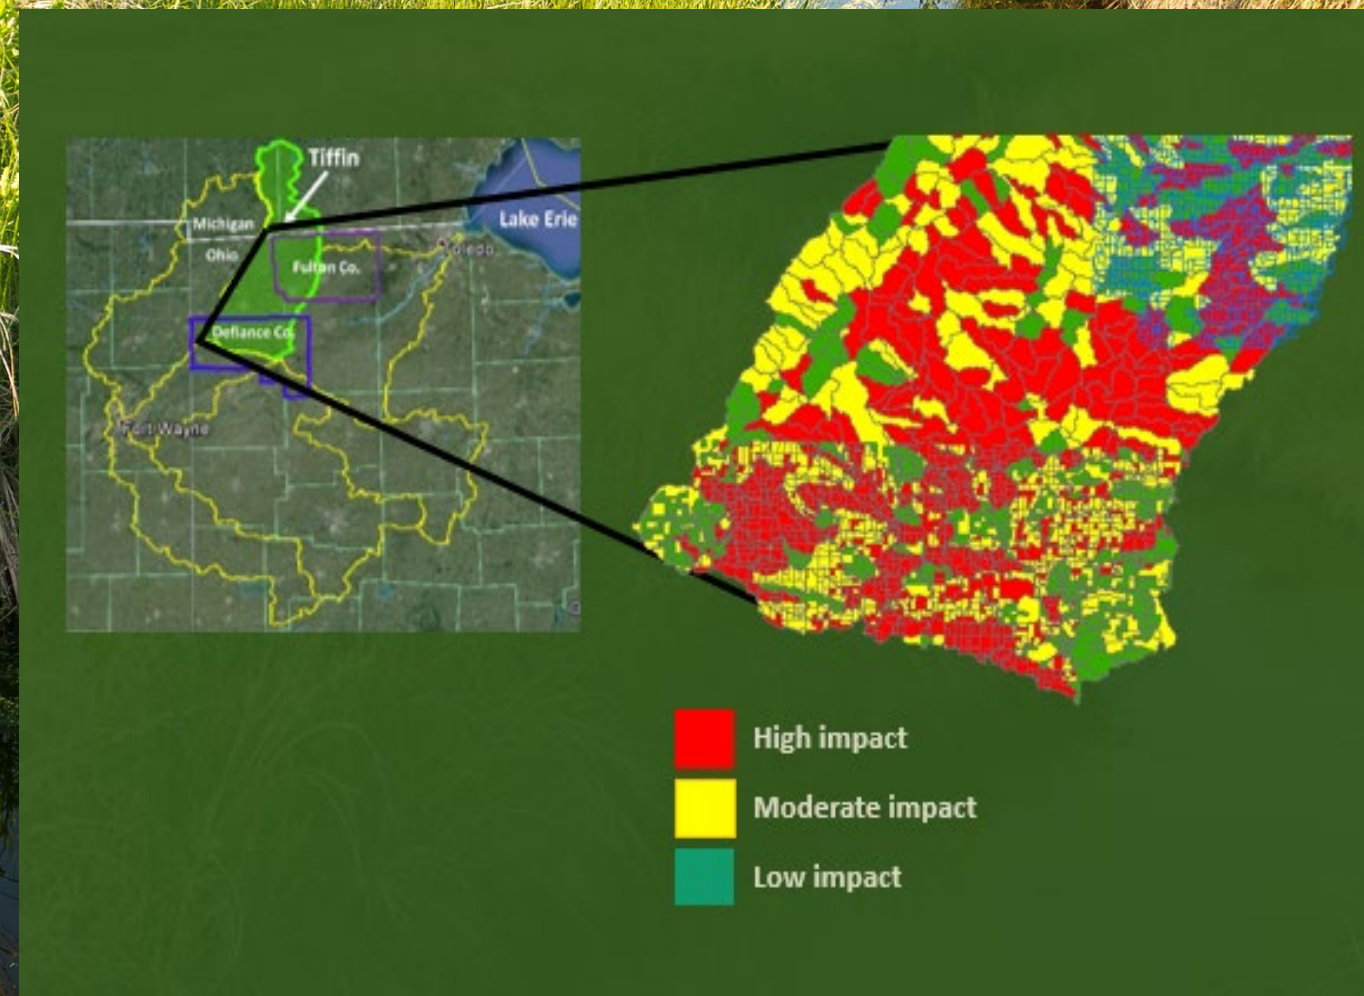 Tiffin
Michigan
Lake Erie
Ohio
Toledo
Fulton Co.
Defiance Co.
Fort Wayne
High impact
Moderate impact
Low impact